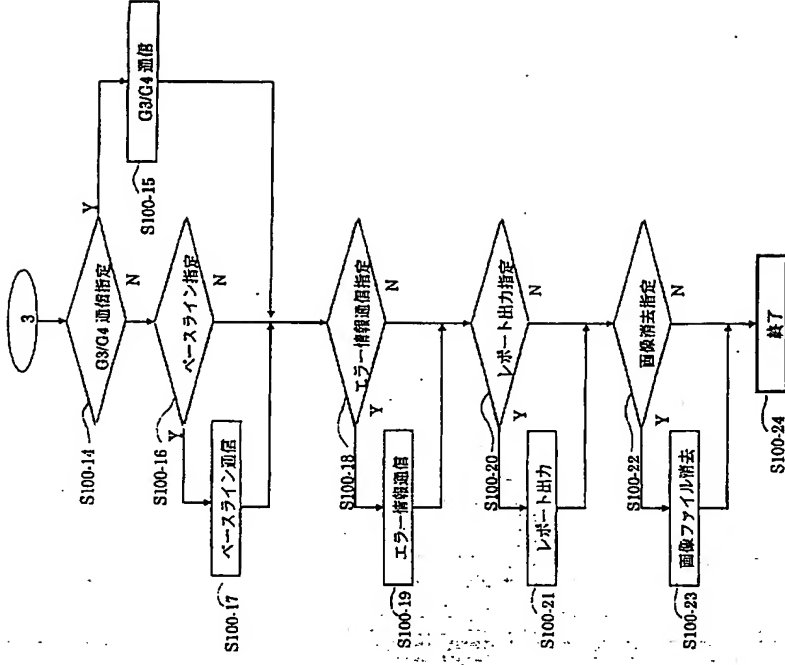 3
S100-14
G3/G4 通信指定
Y
N
S100-15
G3/G4 通信
S100-16
ベースライン指定
Y
N
S100-17
ベースライン通信
S100-18
エラー情報通信指定
Y
N
S100-19
エラー情報通信
S100-20
レポート出力指定
Y
N
S100-21
レポート出力
S100-22
画像消去指定
Y
N
S100-23
画像ファイル消去
S100-24
終了